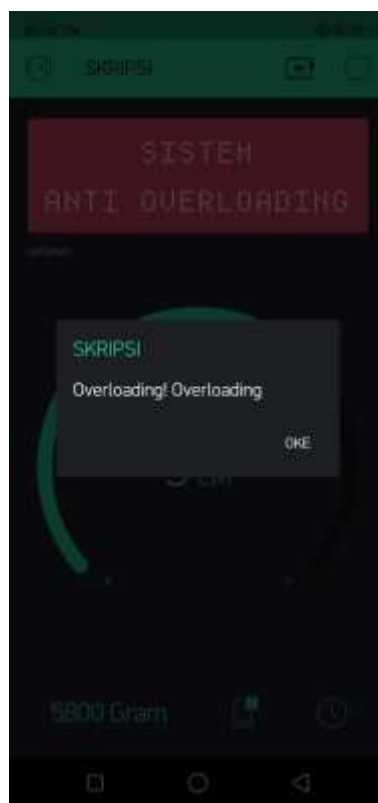 SKRIPSI
SISTEM
ANTI OVERLOADING
SKRIPSI
Overloading! Overloading
OKE
5800 Gram